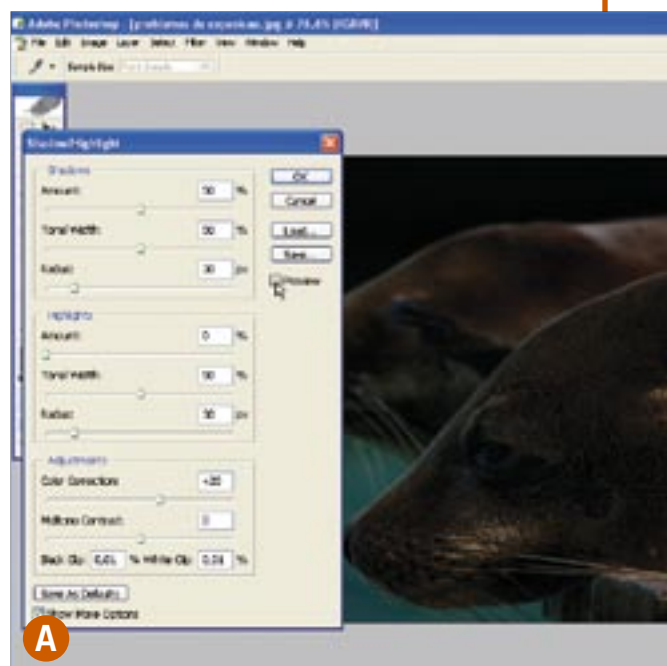 Adobe Photoshop - [problemas de exposicion.jpg @ 78,4% (RGB/8)]
File Edit Image Layer Select Filter View Window Help
Sample Size:
Shadow/Highlight
Shadows
Amount: 50 %
Tonal Width: 50 %
Radius: 30 px
Highlights
Amount: 0 %
Tonal Width: 50 %
Radius: 30 px
Adjustments
Color Correction: +20
Midtone Contrast: 0
Black Clip: 0,01 % White Clip: 0,01 %
Save As Defaults
Show More Options
OK
Cancel
Load...
Save...
Preview
A